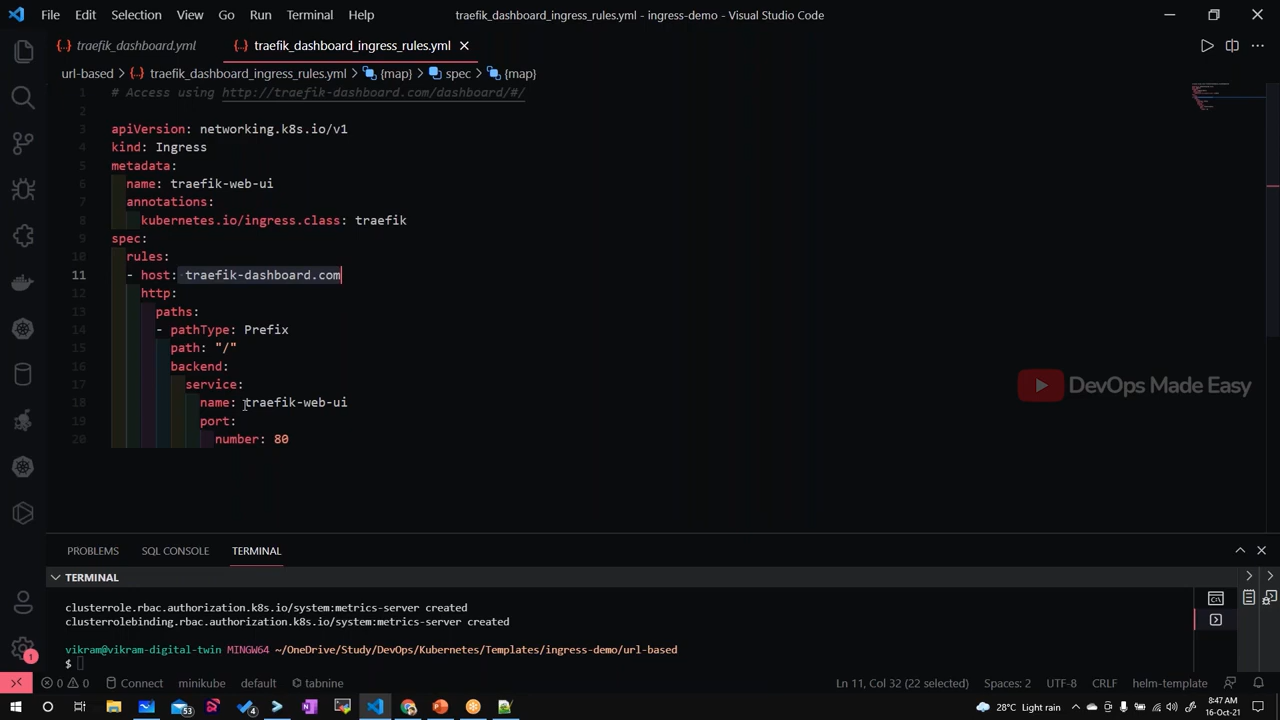 File Edit Selection View Go Run Terminal Help
traefik_dashboard_ingress_rules.yml - ingress-demo - Visual Studio Code
traefik_dashboard.yml
traefik_dashboard_ingress_rules.yml
url-based > traefik_dashboard_ingress_rules.yml > {map} > spec > {map}
1 # Access using http://traefik-dashboard.com/dashboard/#/
2
3 apiVersion: networking.k8s.io/v1
4 kind: Ingress
5 metadata:
6 name: traefik-web-ui
7 annotations:
8 kubernetes.io/ingress.class: traefik
9 spec:
10 rules:
11 - host: traefik-dashboard.com
12 http:
13 paths:
14 - pathType: Prefix
15 path: "/"
16 backend:
17 service:
18 name: traefik-web-ui
19 port:
20 number: 80
DevOps Made Easy
PROBLEMS SQL CONSOLE TERMINAL
TERMINAL
clusterrole.rbac.authorization.k8s.io/system:metrics-server created
clusterrolebinding.rbac.authorization.k8s.io/system:metrics-server created
vikram@vikram-digital-twin MINGW64 ~/OneDrive/Study/DevOps/Kubernetes/Templates/ingress-demo/url-based
$
1
0 0 Connect minikube default tabnine
Ln 11, Col 32 (22 selected) Spaces: 2 UTF-8 CRLF helm-template
53
28°C Light rain
8:47 AM
16-Oct-21